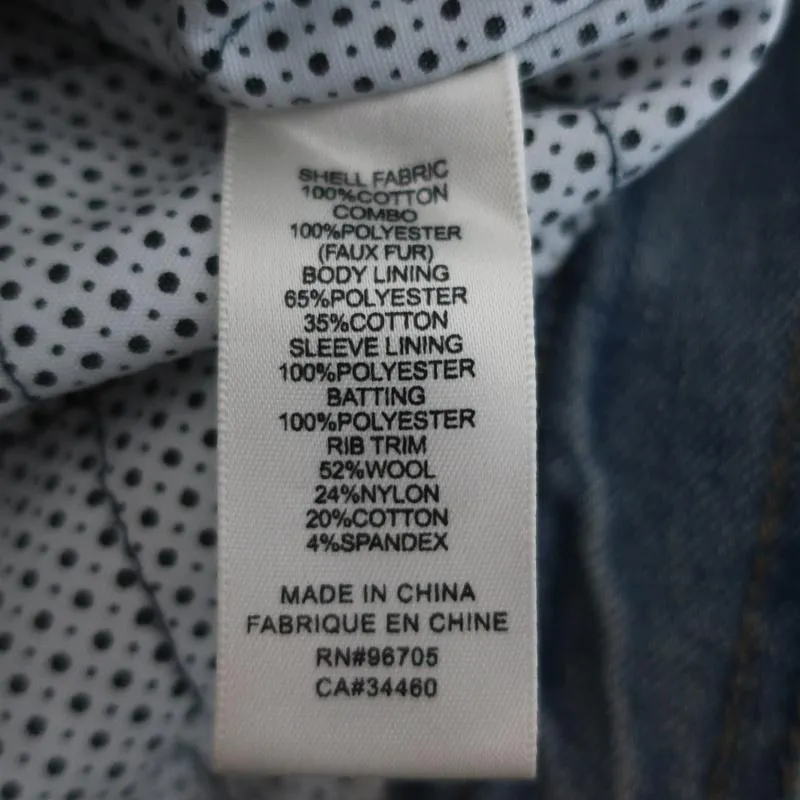 SHELL FABRIC
100%COTTON
COMBO
100%POLYESTER
(FAUX FUR)
BODY LINING
65%POLYESTER
35%COTTON
SLEEVE LINING
100%POLYESTER
BATTING
100%POLYESTER
RIB TRIM
52%WOOL
24%NYLON
20%COTTON
4%SPANDEX
MADE IN CHINA
FABRIQUE EN CHINE
RN#96705
CA#34460